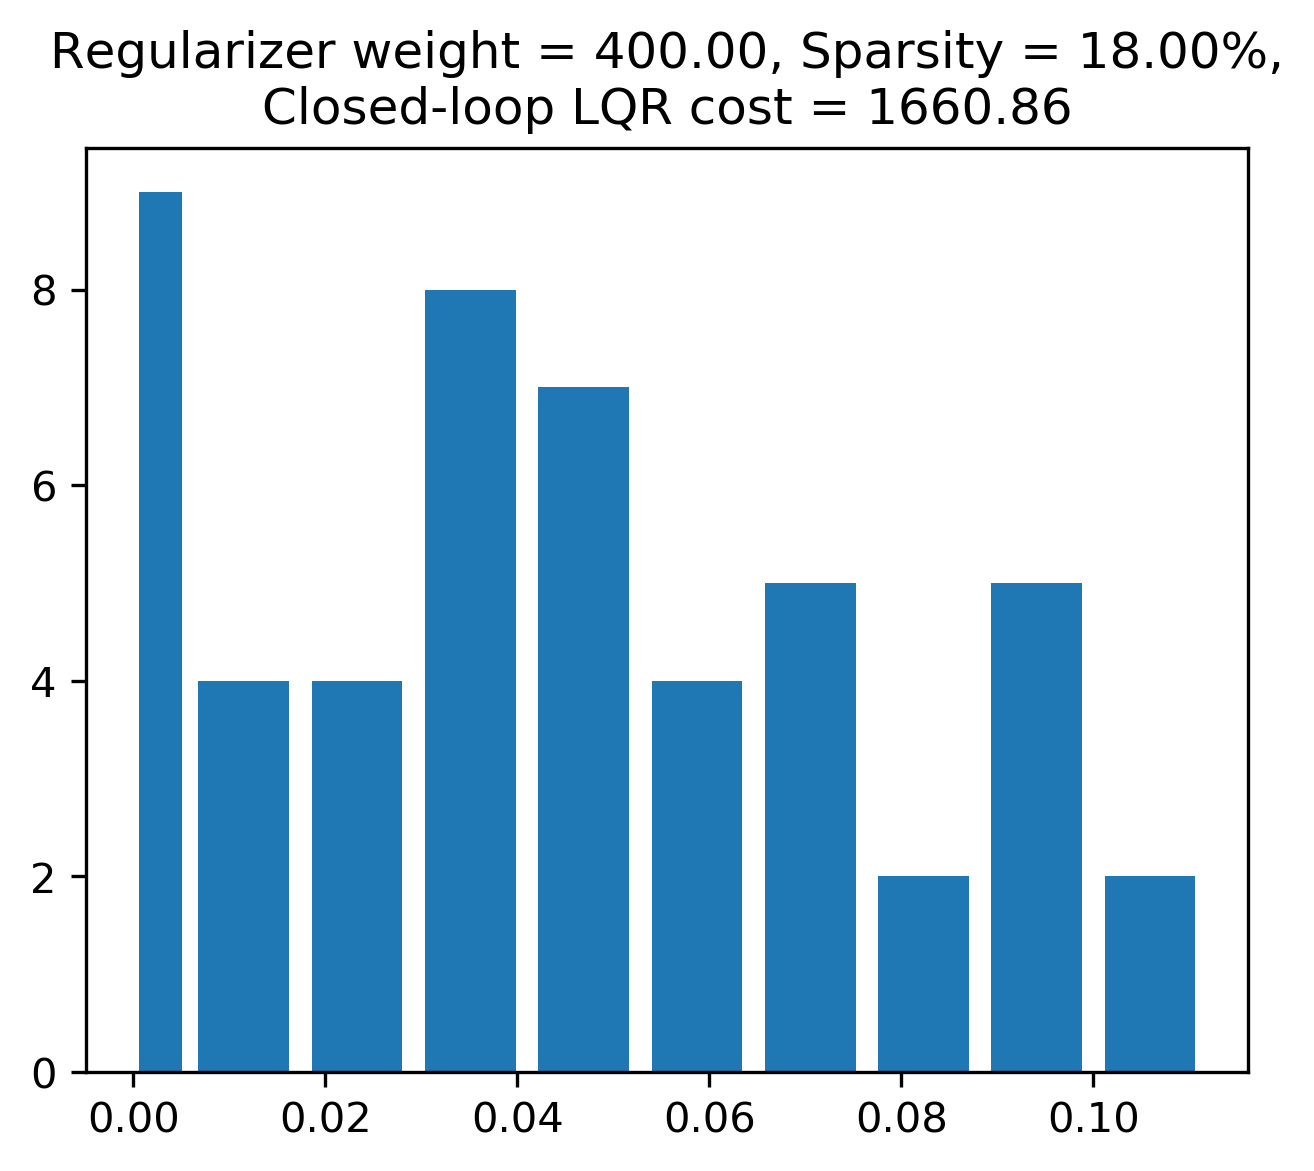 Regularizer weight = 400.00, Sparsity = 18.00%,
Closed-loop LQR cost = 1660.86
8
6
4
2
0
0.00 0.02 0.04 0.06 0.08 0.10